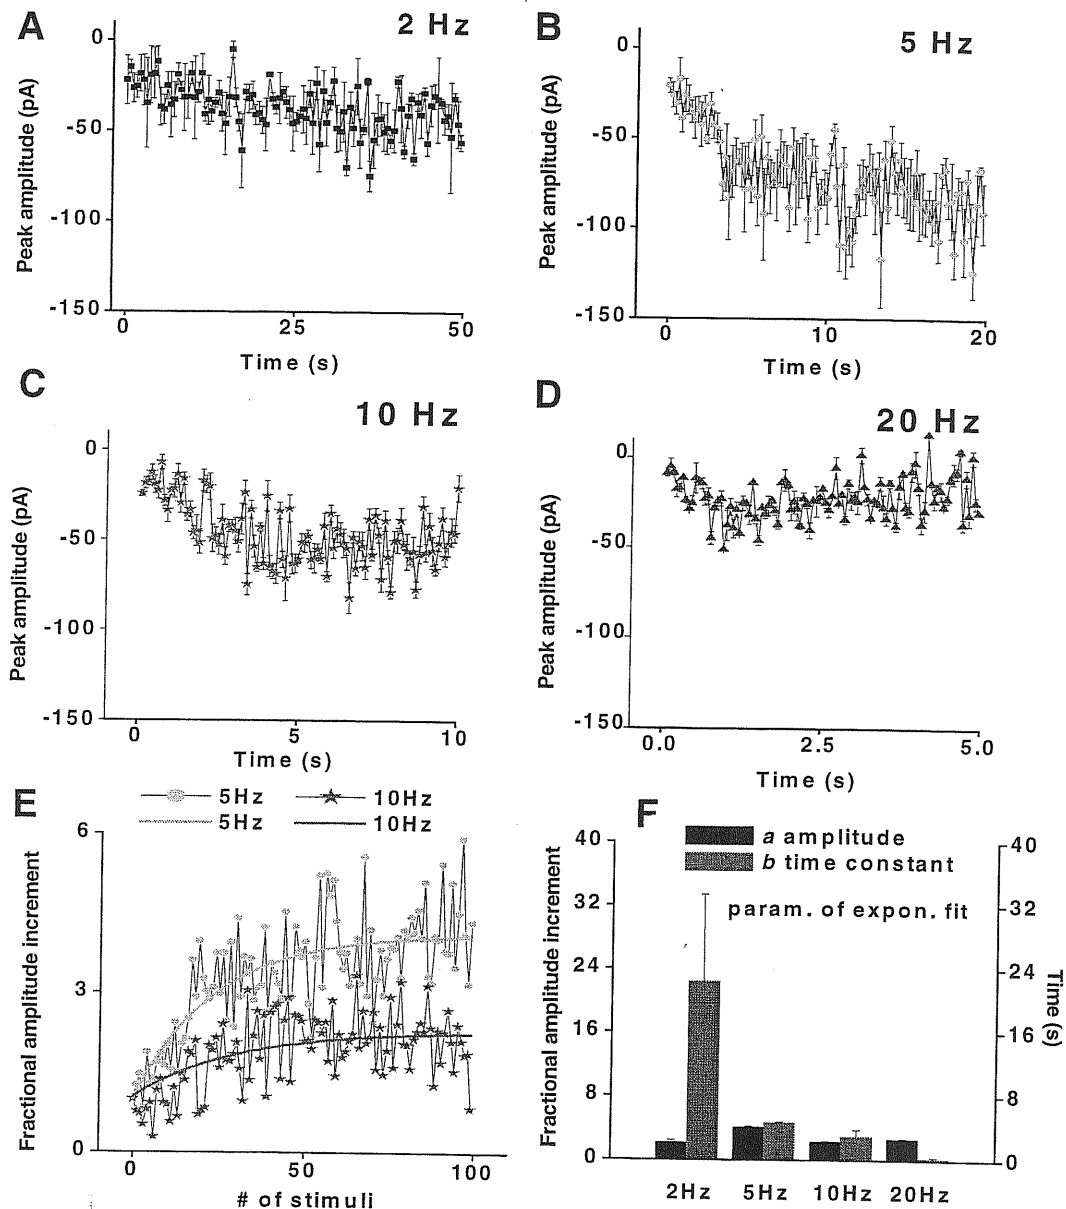 A
2 Hz
0
-50
-100
-150
Peak amplitude (pA)
0
25
50
Time (s)
B
5 Hz
0
-50
-100
-150
Peak amplitude (pA)
0
10
20
Time (s)
C
10 Hz
0
-50
-100
-150
Peak amplitude (pA)
0
5
10
Time (s)
D
20 Hz
0
-50
-100
-150
Peak amplitude (pA)
0.0
2.5
5.0
Time (s)
E
5Hz
10Hz
5Hz
10Hz
6
3
0
Fractional amplitude increment
0
50
100
# of stimuli
F
a amplitude
b time constant
param. of expon. fit
40
32
24
16
8
0
Fractional amplitude increment
40
32
24
16
8
0
Time (s)
2Hz
5Hz
10Hz
20Hz